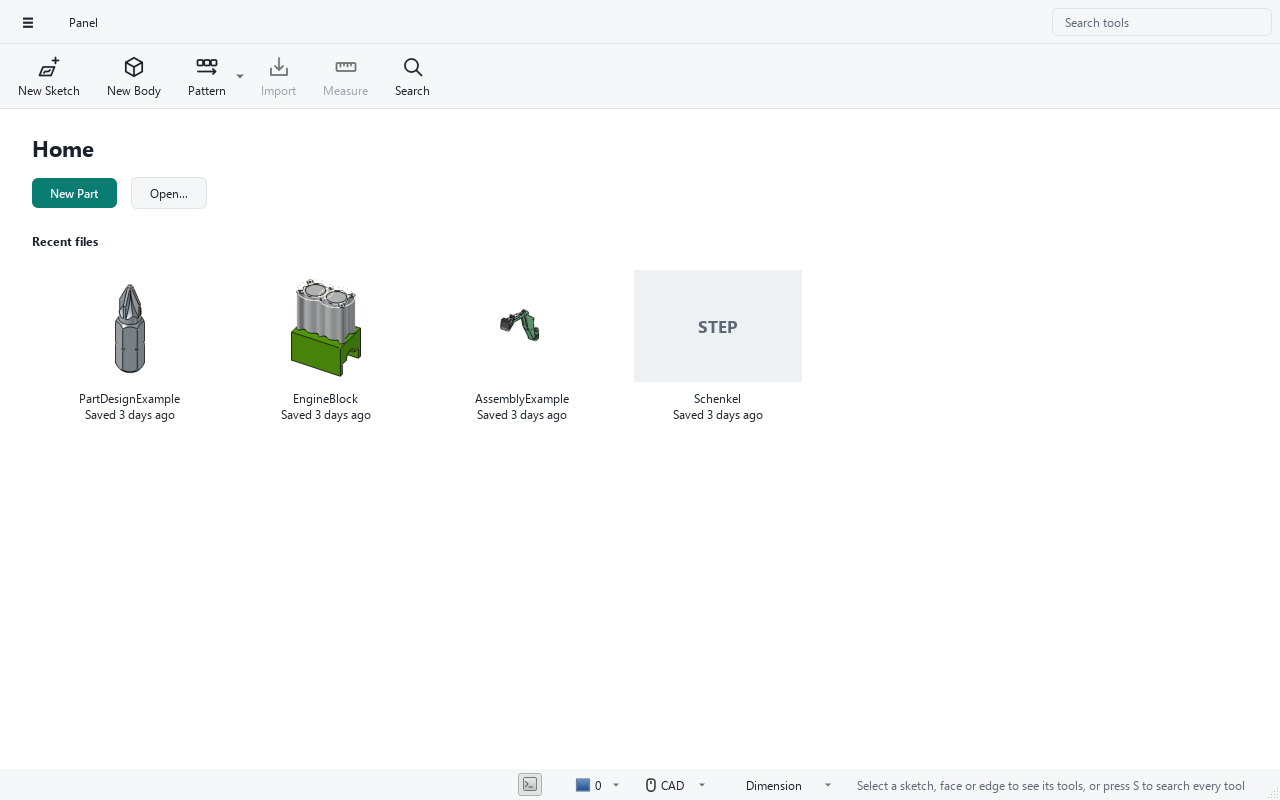 Panel
Search tools
New Sketch
New Body
Pattern
Import
Measure
Search
Home
New Part
Open...
Recent files
STEP
PartDesignExample
Saved 3 days ago
EngineBlock
Saved 3 days ago
AssemblyExample
Saved 3 days ago
Schenkel
Saved 3 days ago
0
CAD
Dimension
Select a sketch, face or edge to see its tools, or press S to search every tool